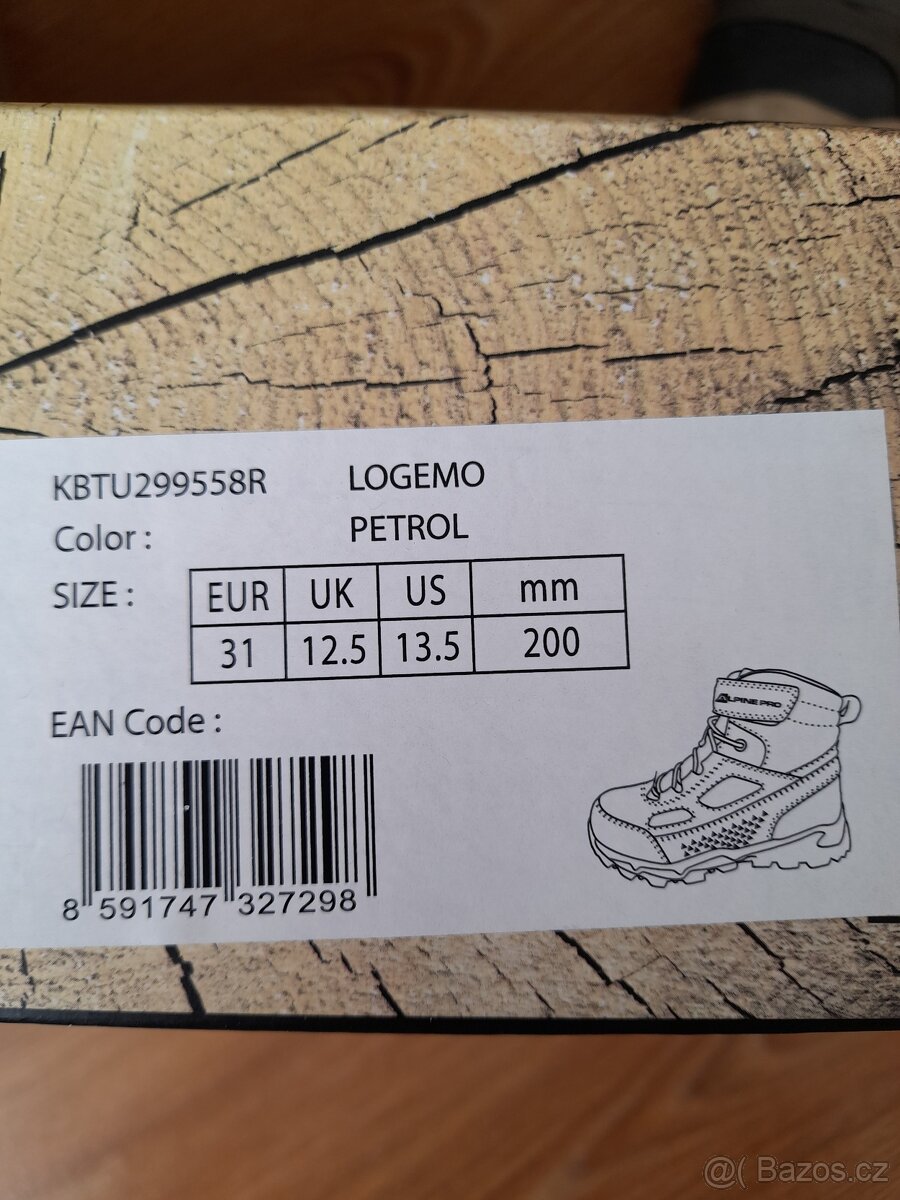 KBTU299558R LOGEMO
Color : PETROL
SIZE : EUR UK US mm
31 12.5 13.5 200
ALPINE PRO
EAN Code :
8 591747 327298
@( Bazos.cz